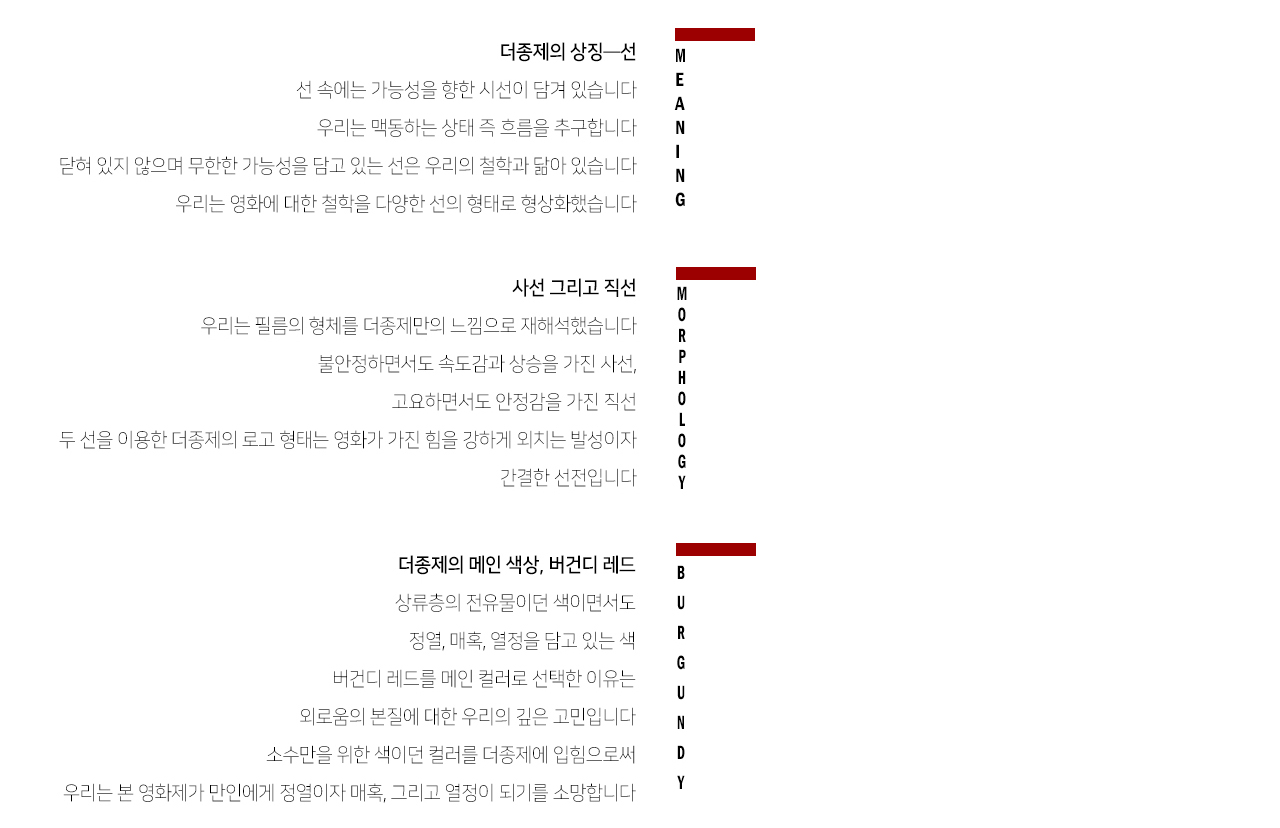 더종제의 상징─선
선 속에는 가능성을 향한 시선이 담겨 있습니다
우리는 맥동하는 상태 즉 흐름을 추구합니다
닫혀 있지 않으며 무한한 가능성을 담고 있는 선은 우리의 철학과 닮아 있습니다
우리는 영화에 대한 철학을 다양한 선의 형태로 형상화했습니다
MEANING
사선 그리고 직선
우리는 필름의 형체를 더종제만의 느낌으로 재해석했습니다
불안정하면서도 속도감과 상승을 가진 사선,
고요하면서도 안정감을 가진 직선
두 선을 이용한 더종제의 로고 형태는 영화가 가진 힘을 강하게 외치는 발성이자
간결한 선전입니다
MORPHOLOGY
더종제의 메인 색상, 버건디 레드
상류층의 전유물이던 색이면서도
정열, 매혹, 열정을 담고 있는 색
버건디 레드를 메인 컬러로 선택한 이유는
외로움의 본질에 대한 우리의 깊은 고민입니다
소수만을 위한 색이던 컬러를 더종제에 입힘으로써
우리는 본 영화제가 만인에게 정열이자 매혹, 그리고 열정이 되기를 소망합니다
BURGUNDY